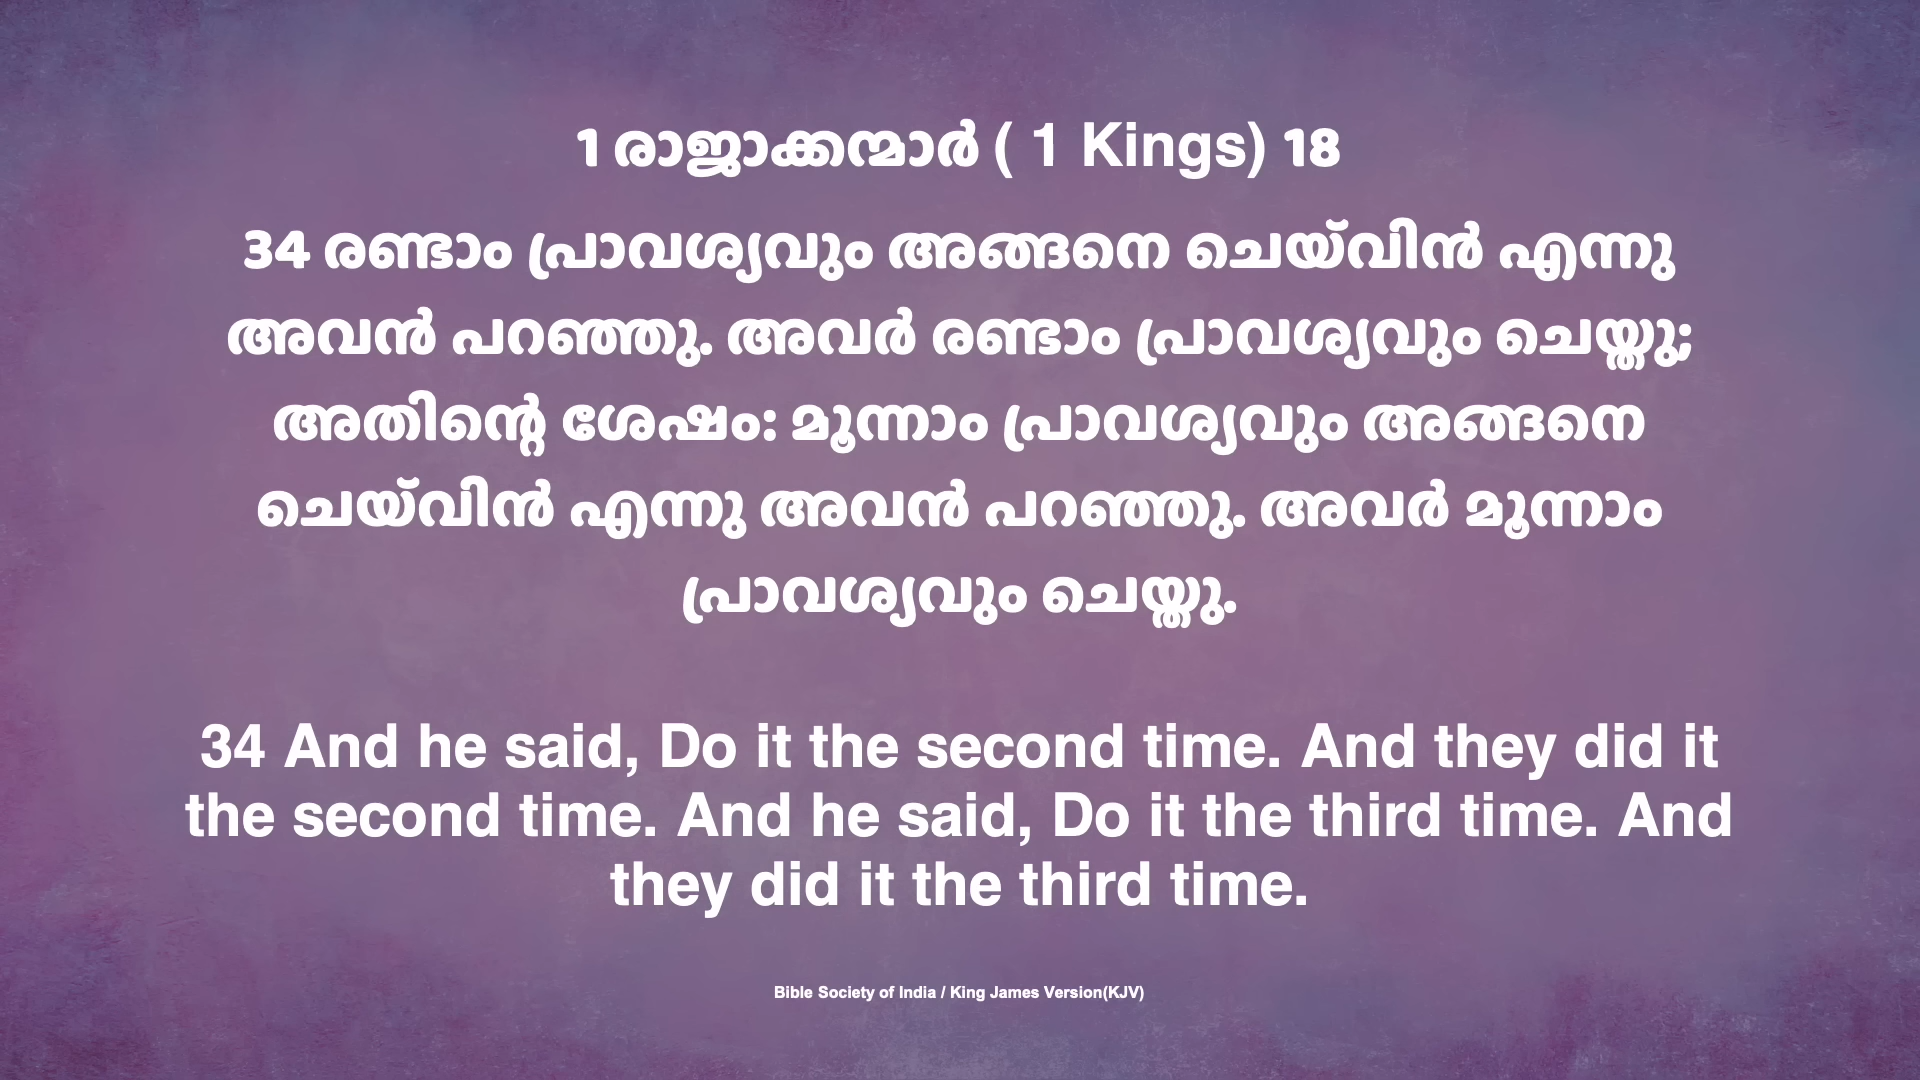 1 രാജാക്കന്മാർ ( 1 Kings) 18
34 രണ്ടാം പ്രാവശ്യവും അങ്ങനെ ചെയ്‌വിൻ എന്നു
അവൻ പറഞ്ഞു. അവർ രണ്ടാം പ്രാവശ്യവും ചെയ്തു;
അതിന്റെ ശേഷം: മൂന്നാം പ്രാവശ്യവും അങ്ങനെ
ചെയ്‌വിൻ എന്നു അവൻ പറഞ്ഞു. അവർ മൂന്നാം
പ്രാവശ്യവും ചെയ്തു.
34 And he said, Do it the second time. And they did it
the second time. And he said, Do it the third time. And
they did it the third time.
Bible Society of India / King James Version(KJV)